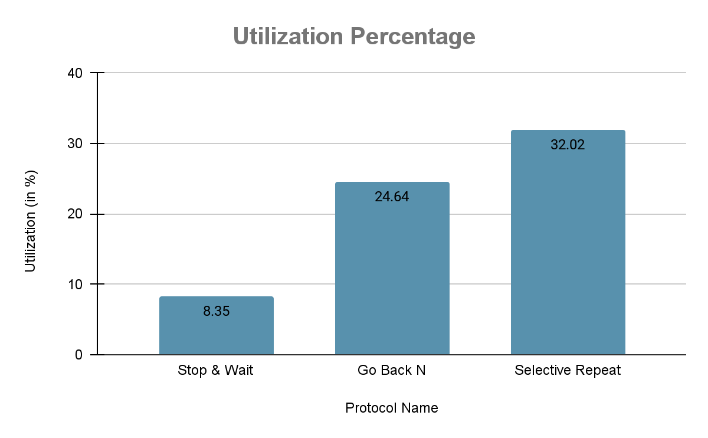 Utilization Percentage
40
30
20
10
0
Utilization (in %)
8.35
24.64
32.02
Stop & Wait
Go Back N
Selective Repeat
Protocol Name